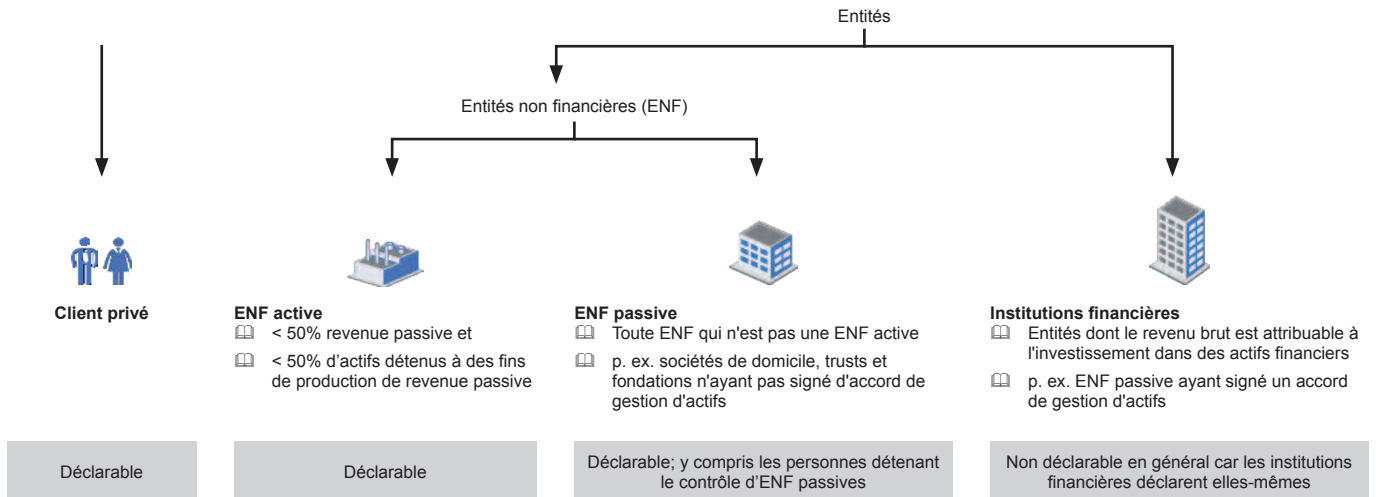 Entités
Entités non financières (ENF)
Client privé
ENF active
< 50% revenue passive et
< 50% d'actifs détenus à des fins
de production de revenue passive
ENF passive
Toute ENF qui n'est pas une ENF active
p. ex. sociétés de domicile, trusts et
fondations n'ayant pas signé d'accord de
gestion d'actifs
Institutions financières
Entités dont le revenu brut est attribuable à
l'investissement dans des actifs financiers
p. ex. ENF passive ayant signé un accord
de gestion d'actifs
Déclarable
Déclarable
Déclarable; y compris les personnes détenant
le contrôle d'ENF passives
Non déclarable en général car les institutions
financières déclarent elles-mêmes